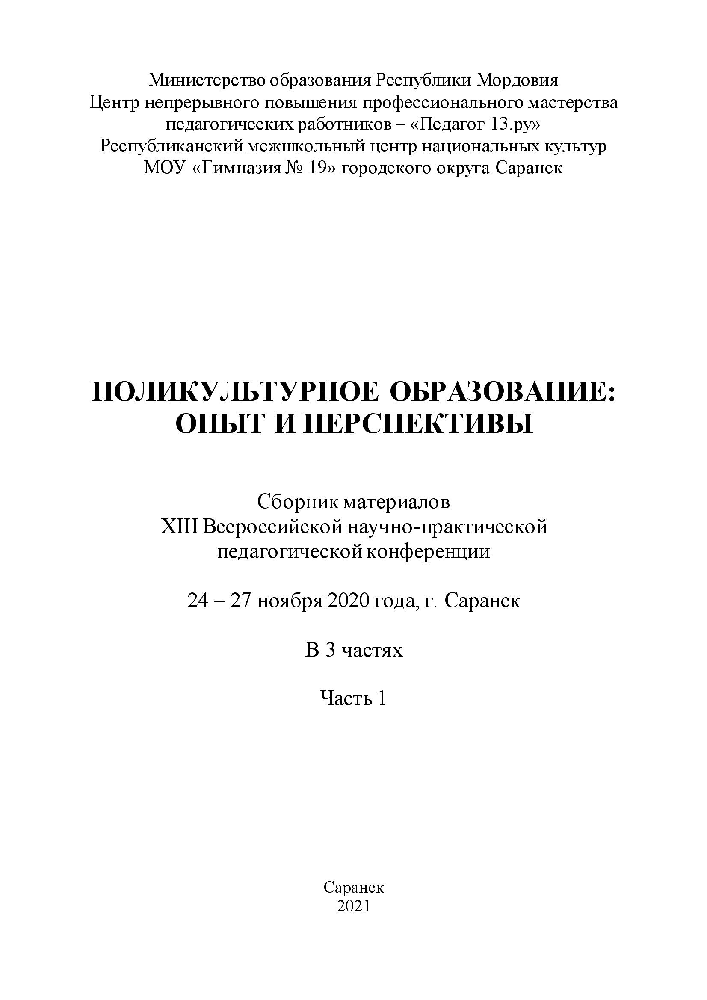 Министерство образования Республики Мордовия
Центр непрерывного повышения профессионального мастерства
педагогических работников – «Педагог 13.ру»
Республиканский межшкольный центр национальных культур
МОУ «Гимназия № 19» городского округа Саранск
ПОЛИКУЛЬТУРНОЕ ОБРАЗОВАНИЕ:
ОПЫТ И ПЕРСПЕКТИВЫ
Сборник материалов
XIII Всероссийской научно-практической
педагогической конференции
24 – 27 ноября 2020 года, г. Саранск
В 3 частях
Часть 1
Саранск
2021